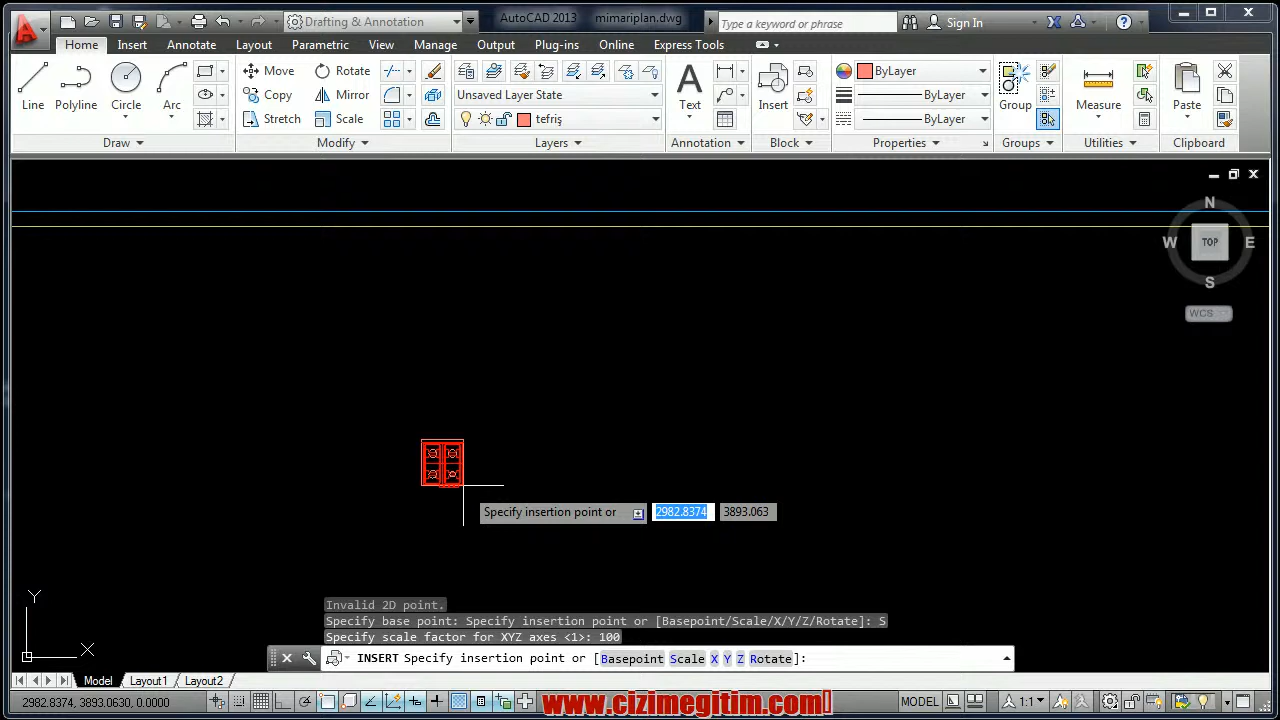 Drafting & Annotation AutoCAD 2013 mimariplan.dwg Type a keyword or phrase Sign In
Home Insert Annotate Layout Parametric View Manage Output Plug-ins Online Express Tools
Line Polyline Circle Arc
Move Rotate
Copy Mirror
Stretch Scale
Unsaved Layer State
tefriş
Text
Insert
ByLayer
ByLayer
ByLayer
Group
Measure
Paste
Draw Modify Layers Annotation Block Properties Groups Utilities Clipboard
N
W TOP E
S
WCS
Specify insertion point or 2982.8374 3893.063
Y
X
Invalid 2D point.
Specify base point: Specify insertion point or [Basepoint/Scale/X/Y/Z/Rotate]: S
Specify scale factor for XYZ axes <1>: 100
INSERT Specify insertion point or [Basepoint Scale X Y Z Rotate]:
Model Layout1 Layout2
2982.8374, 3893.0630, 0.0000 www.cizimegitim.com MODEL 1:1